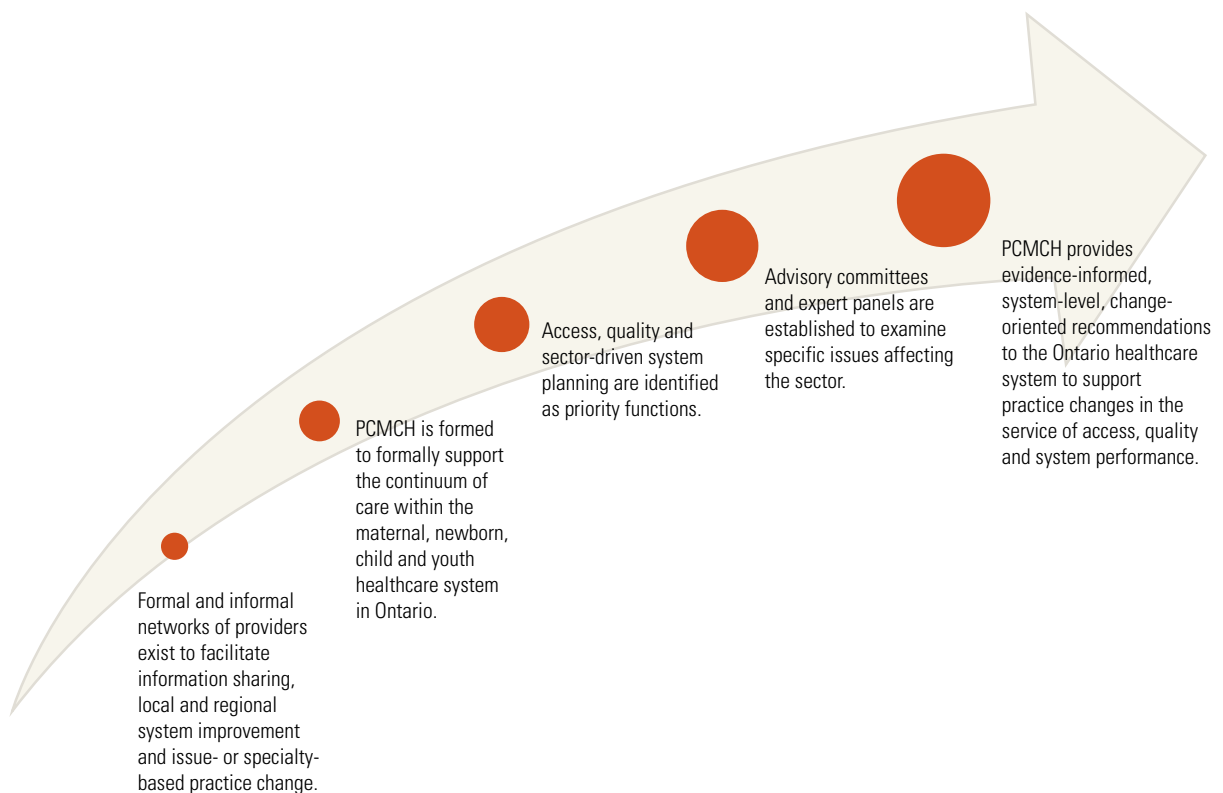 Formal and informal
networks of providers
exist to facilitate
information sharing,
local and regional
system improvement
and issue- or specialty-
based practice change.
PCMCH is formed
to formally support
the continuum of
care within the
maternal, newborn,
child and youth
healthcare system
in Ontario.
Access, quality and
sector-driven system
planning are identified
as priority functions.
Advisory committees
and expert panels are
established to examine
specific issues affecting
the sector.
PCMCH provides
evidence-informed,
system-level, change-
oriented recommendations
to the Ontario healthcare
system to support
practice changes in the
service of access, quality
and system performance.